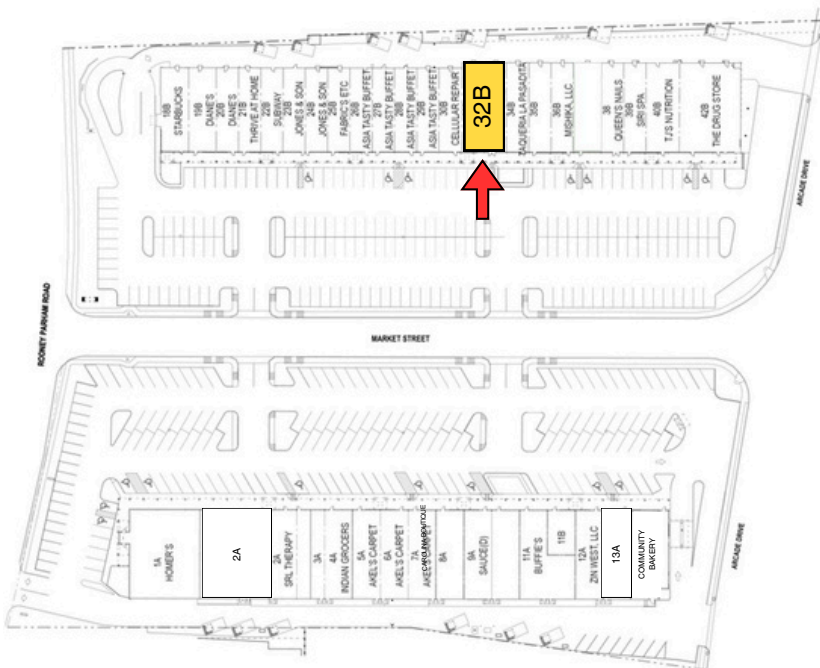 18B
STARBUCKS
19B
DIANE'S
20B
DIANE'S
21B
THRIVE AT HOME
22B
SUBWAY
23B
JONES & SON
24B
JONES & SON
25B
FABRIC'S ETC
26B
ASIA TASTY BUFFET
27B
ASIA TASTY BUFFET
28B
ASIA TASTY BUFFET
29B
ASIA TASTY BUFFET
30B
CELLULAR REPAIR
32B
34B
TAQUERIA LA PASADITA
35B
36B
MISHKA, LLC
38
QUEEN'S NAILS
39B
SIRI SPA
40B
TJ'S NUTRITION
42B
THE DRUG STORE
ARCADE DRIVE
RODNEY PARHAM ROAD
MARKET STREET
1A
HOMER'S
2A
2A
SRL THERAPY
3A
4A
INDIAN GROCERS
5A
AKEL'S CARPET
6A
AKEL'S CARPET
7A
CAROLINA BOUTIQUE
8A
9A
SAUCE(D)
11A
BUFFIE'S
11B
12A
ZIN WEST, LLC
13A
COMMUNITY
BAKERY
ARCADE DRIVE